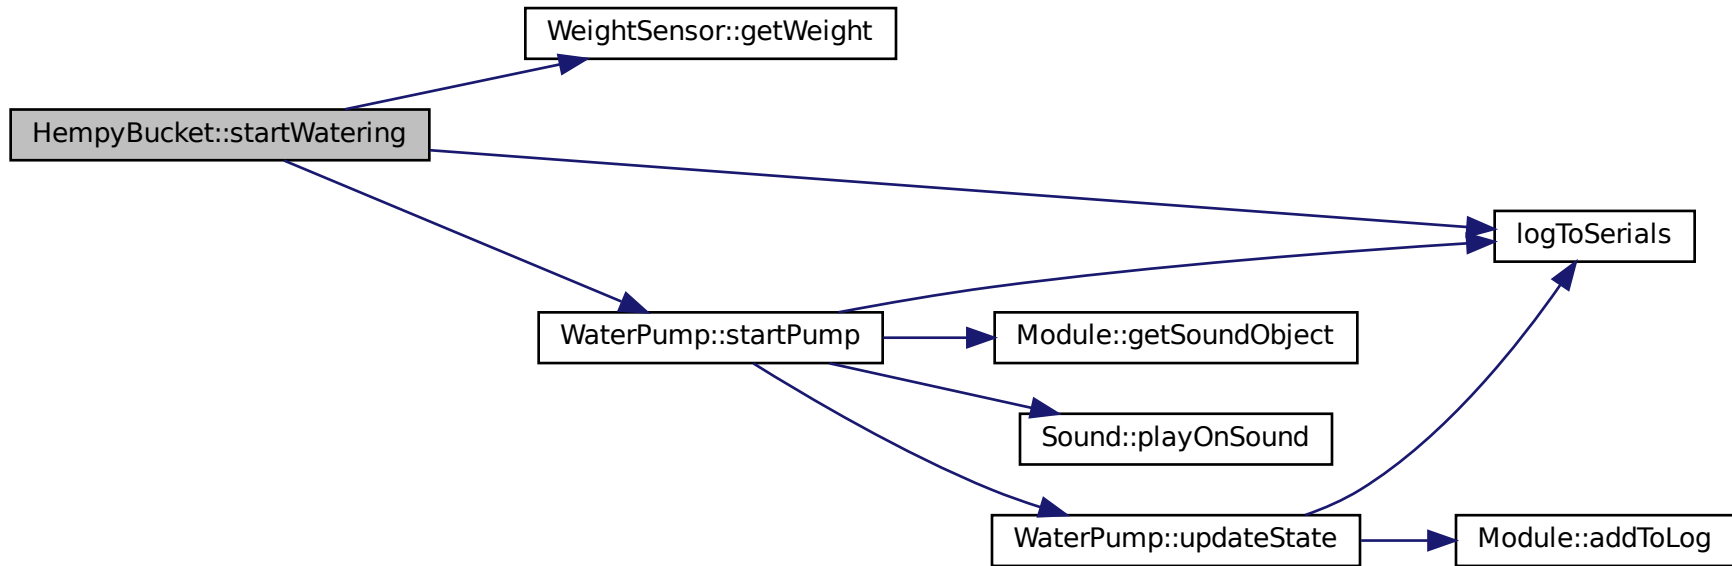 WeightSensor::getWeight
HempyBucket::startWatering
logToSerials
WaterPump::startPump
Module::getSoundObject
Sound::playOnSound
WaterPump::updateState
Module::addToLog